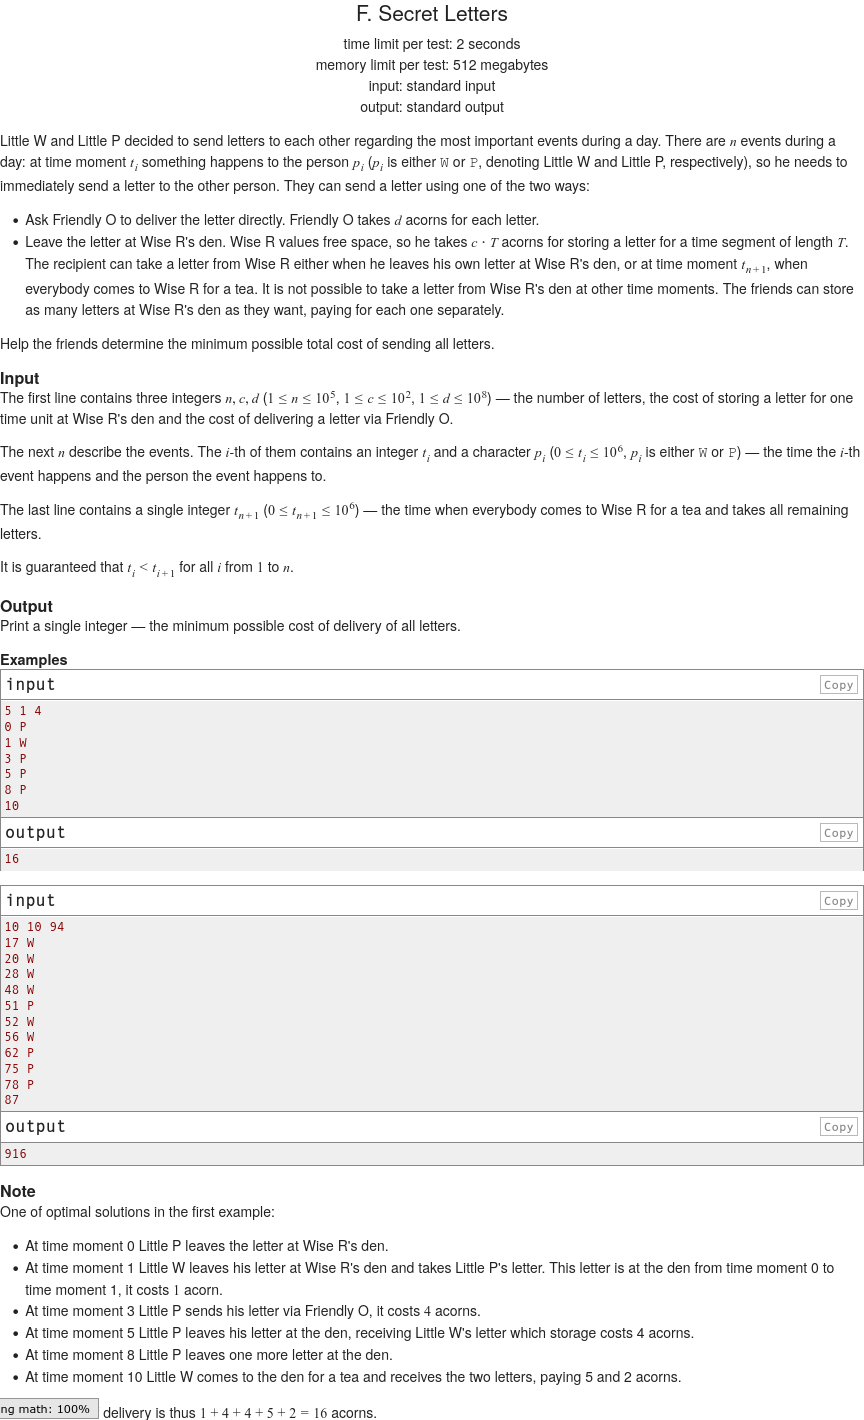 F. Secret Letters
time limit per test: 2 seconds
memory limit per test: 512 megabytes
input: standard input
output: standard output
Little W and Little P decided to send letters to each other regarding the most important events during a day. There are n events during a
day: at time moment t_i something happens to the person p_i (p_i is either W or P, denoting Little W and Little P, respectively), so he needs to
immediately send a letter to the other person. They can send a letter using one of the two ways:
• Ask Friendly O to deliver the letter directly. Friendly O takes d acorns for each letter.
• Leave the letter at Wise R's den. Wise R values free space, so he takes c · T acorns for storing a letter for a time segment of length T.
The recipient can take a letter from Wise R either when he leaves his own letter at Wise R's den, or at time moment t_{n+1}, when
everybody comes to Wise R for a tea. It is not possible to take a letter from Wise R's den at other time moments. The friends can store
as many letters at Wise R's den as they want, paying for each one separately.
Help the friends determine the minimum possible total cost of sending all letters.
Input
The first line contains three integers n, c, d (1 ≤ n ≤ 10^5, 1 ≤ c ≤ 10^2, 1 ≤ d ≤ 10^8) — the number of letters, the cost of storing a letter for one
time unit at Wise R's den and the cost of delivering a letter via Friendly O.
The next n describe the events. The i-th of them contains an integer t_i and a character p_i (0 ≤ t_i ≤ 10^6, p_i is either W or P) — the time the i-th
event happens and the person the event happens to.
The last line contains a single integer t_{n+1} (0 ≤ t_{n+1} ≤ 10^6) — the time when everybody comes to Wise R for a tea and takes all remaining
letters.
It is guaranteed that t_i < t_{i+1} for all i from 1 to n.
Output
Print a single integer — the minimum possible cost of delivery of all letters.
Examples
input
Copy
5 1 4
0 P
1 W
3 P
5 P
8 P
10
output
Copy
16
input
Copy
10 10 94
17 W
20 W
28 W
48 W
51 P
52 W
56 W
62 P
75 P
78 P
87
output
Copy
916
Note
One of optimal solutions in the first example:
• At time moment 0 Little P leaves the letter at Wise R's den.
• At time moment 1 Little W leaves his letter at Wise R's den and takes Little P's letter. This letter is at the den from time moment 0 to
time moment 1, it costs 1 acorn.
• At time moment 3 Little P sends his letter via Friendly O, it costs 4 acorns.
• At time moment 5 Little P leaves his letter at the den, receiving Little W's letter which storage costs 4 acorns.
• At time moment 8 Little P leaves one more letter at the den.
• At time moment 10 Little W comes to the den for a tea and receives the two letters, paying 5 and 2 acorns.
ng math: 100% delivery is thus 1 + 4 + 4 + 5 + 2 = 16 acorns.